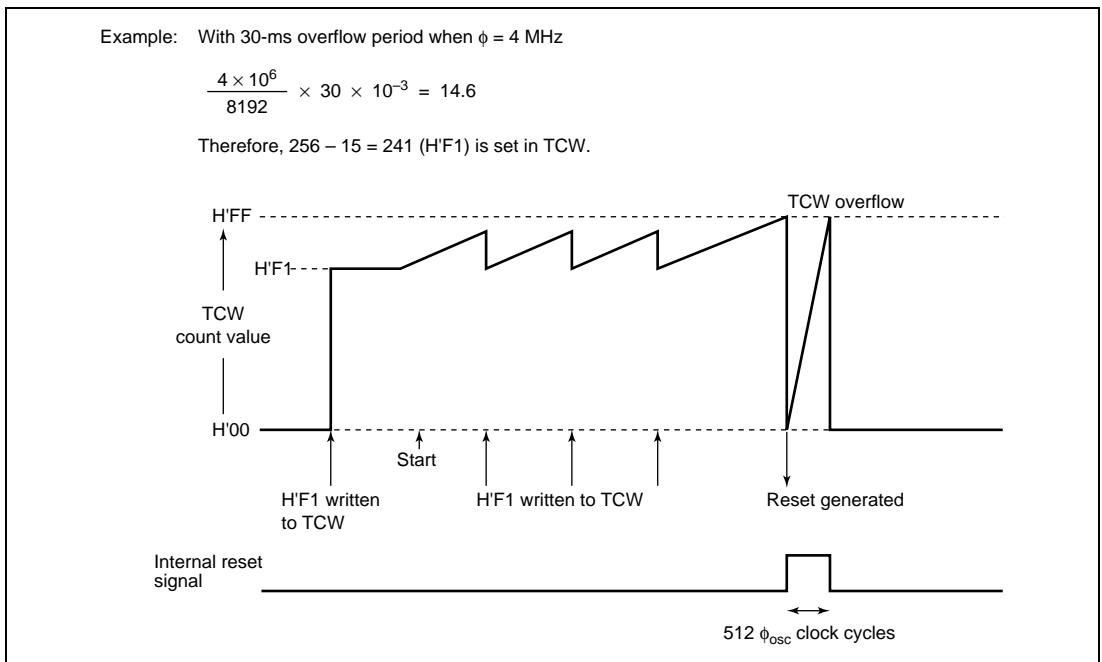 Example: With 30-ms overflow period when φ = 4 MHz
4 × 10⁶
8192
× 30 × 10⁻³ = 14.6
Therefore, 256 – 15 = 241 (H'F1) is set in TCW.
TCW overflow
H'FF
H'F1
TCW
count value
H'00
Start
H'F1 written
to TCW
H'F1 written to TCW
Reset generated
Internal reset
signal
512 φosc clock cycles